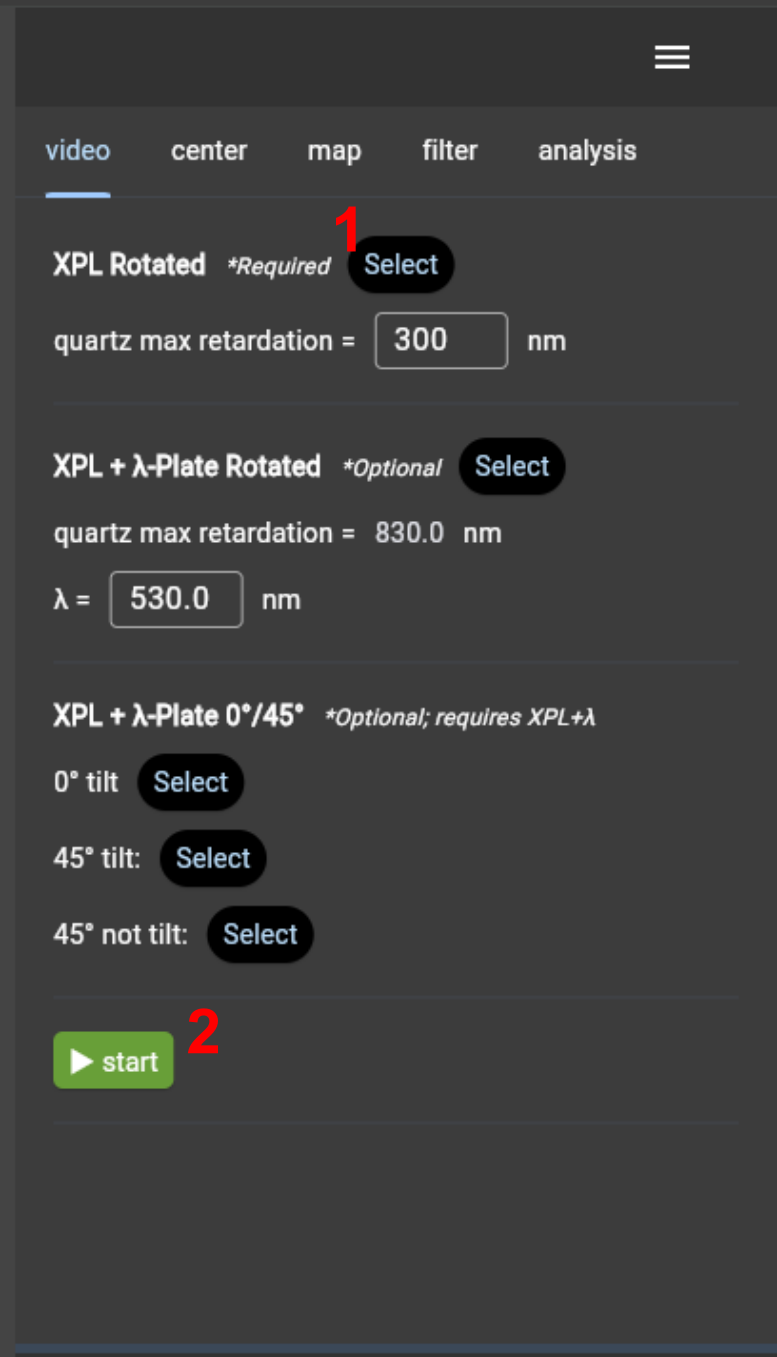 video center map filter analysis
1
XPL Rotated *Required Select
quartz max retardation = 300 nm
XPL + λ-Plate Rotated *Optional Select
quartz max retardation = 830.0 nm
λ = 530.0 nm
XPL + λ-Plate 0°/45° *Optional; requires XPL+λ
0° tilt Select
45° tilt: Select
45° not tilt: Select
2
start